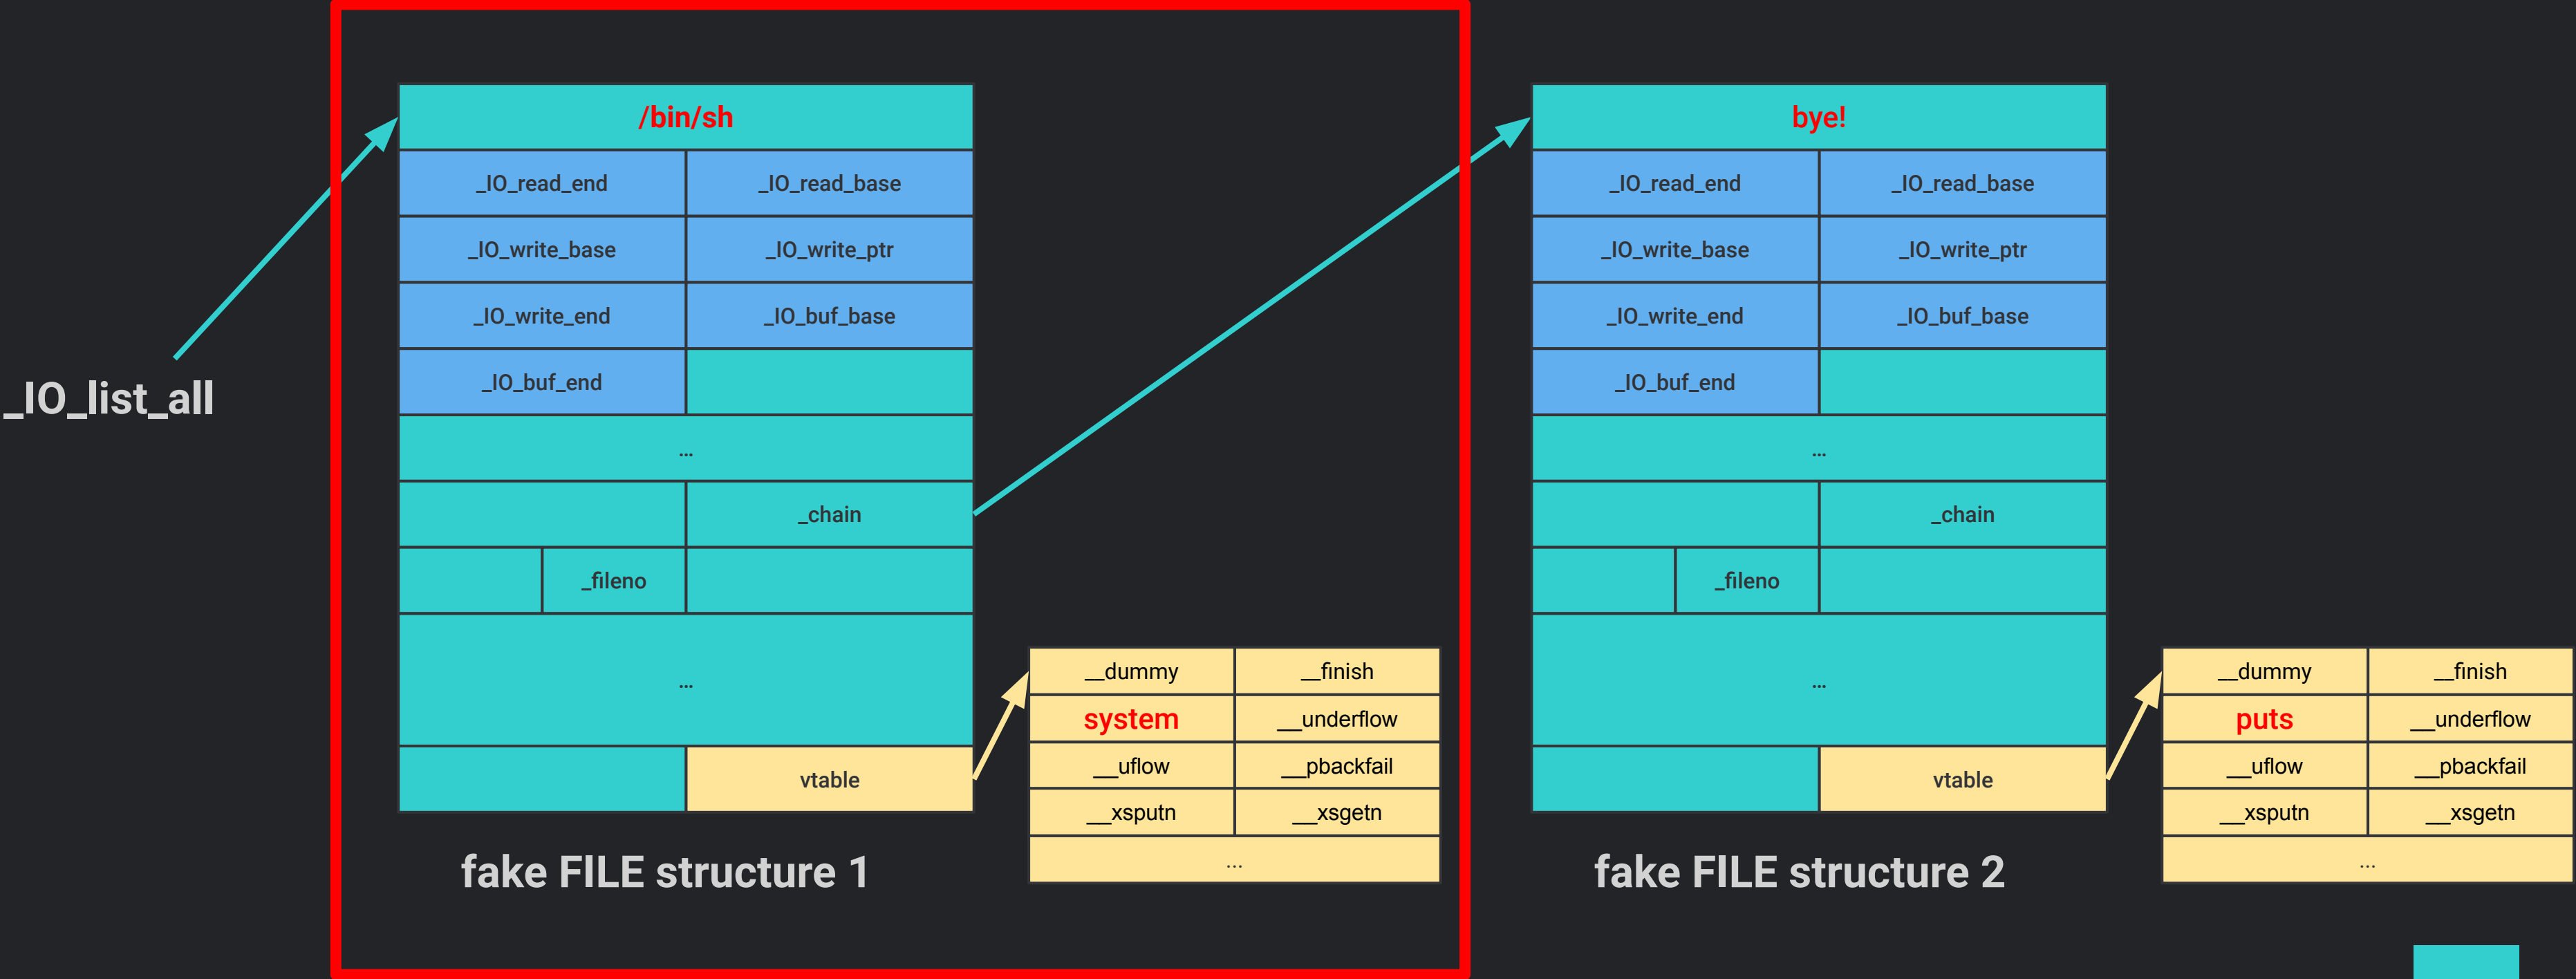 _IO_list_all
/bin/sh
_IO_read_end _IO_read_base
_IO_write_base _IO_write_ptr
_IO_write_end _IO_buf_base
_IO_buf_end
...
_chain
_fileno
...
vtable
__dummy __finish
system __underflow
__uflow __pbackfail
__xsputn __xsgetn
...
fake FILE structure 1
bye!
_IO_read_end _IO_read_base
_IO_write_base _IO_write_ptr
_IO_write_end _IO_buf_base
_IO_buf_end
...
_chain
_fileno
...
vtable
__dummy __finish
puts __underflow
__uflow __pbackfail
__xsputn __xsgetn
...
fake FILE structure 2